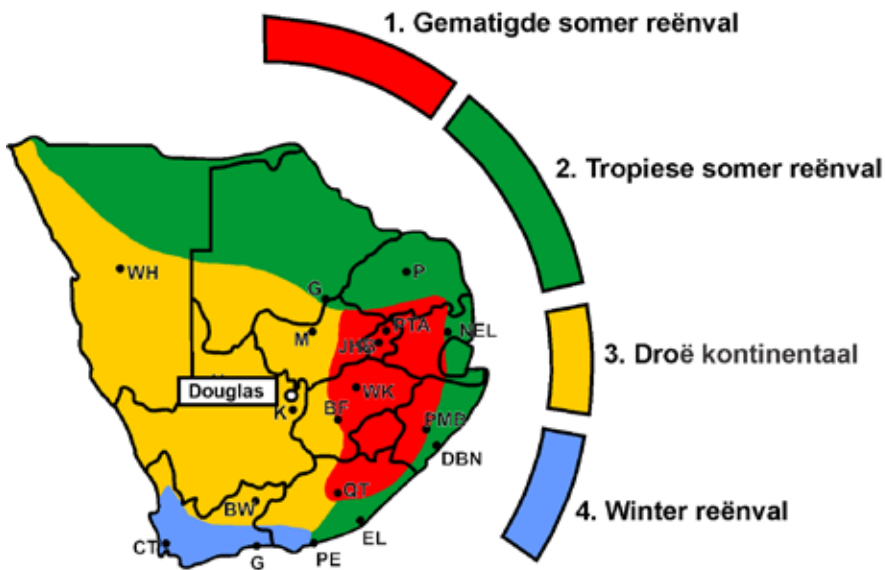 1. Gematigde somer reënval
2. Tropiese somer reënval
3. Droë kontinentaal
4. Winter reënval
WH
P
G
M
PTA
NEL
JHB
Douglas
WK
K
BF
PMB
DBN
QT
BW
EL
CT
G
PE